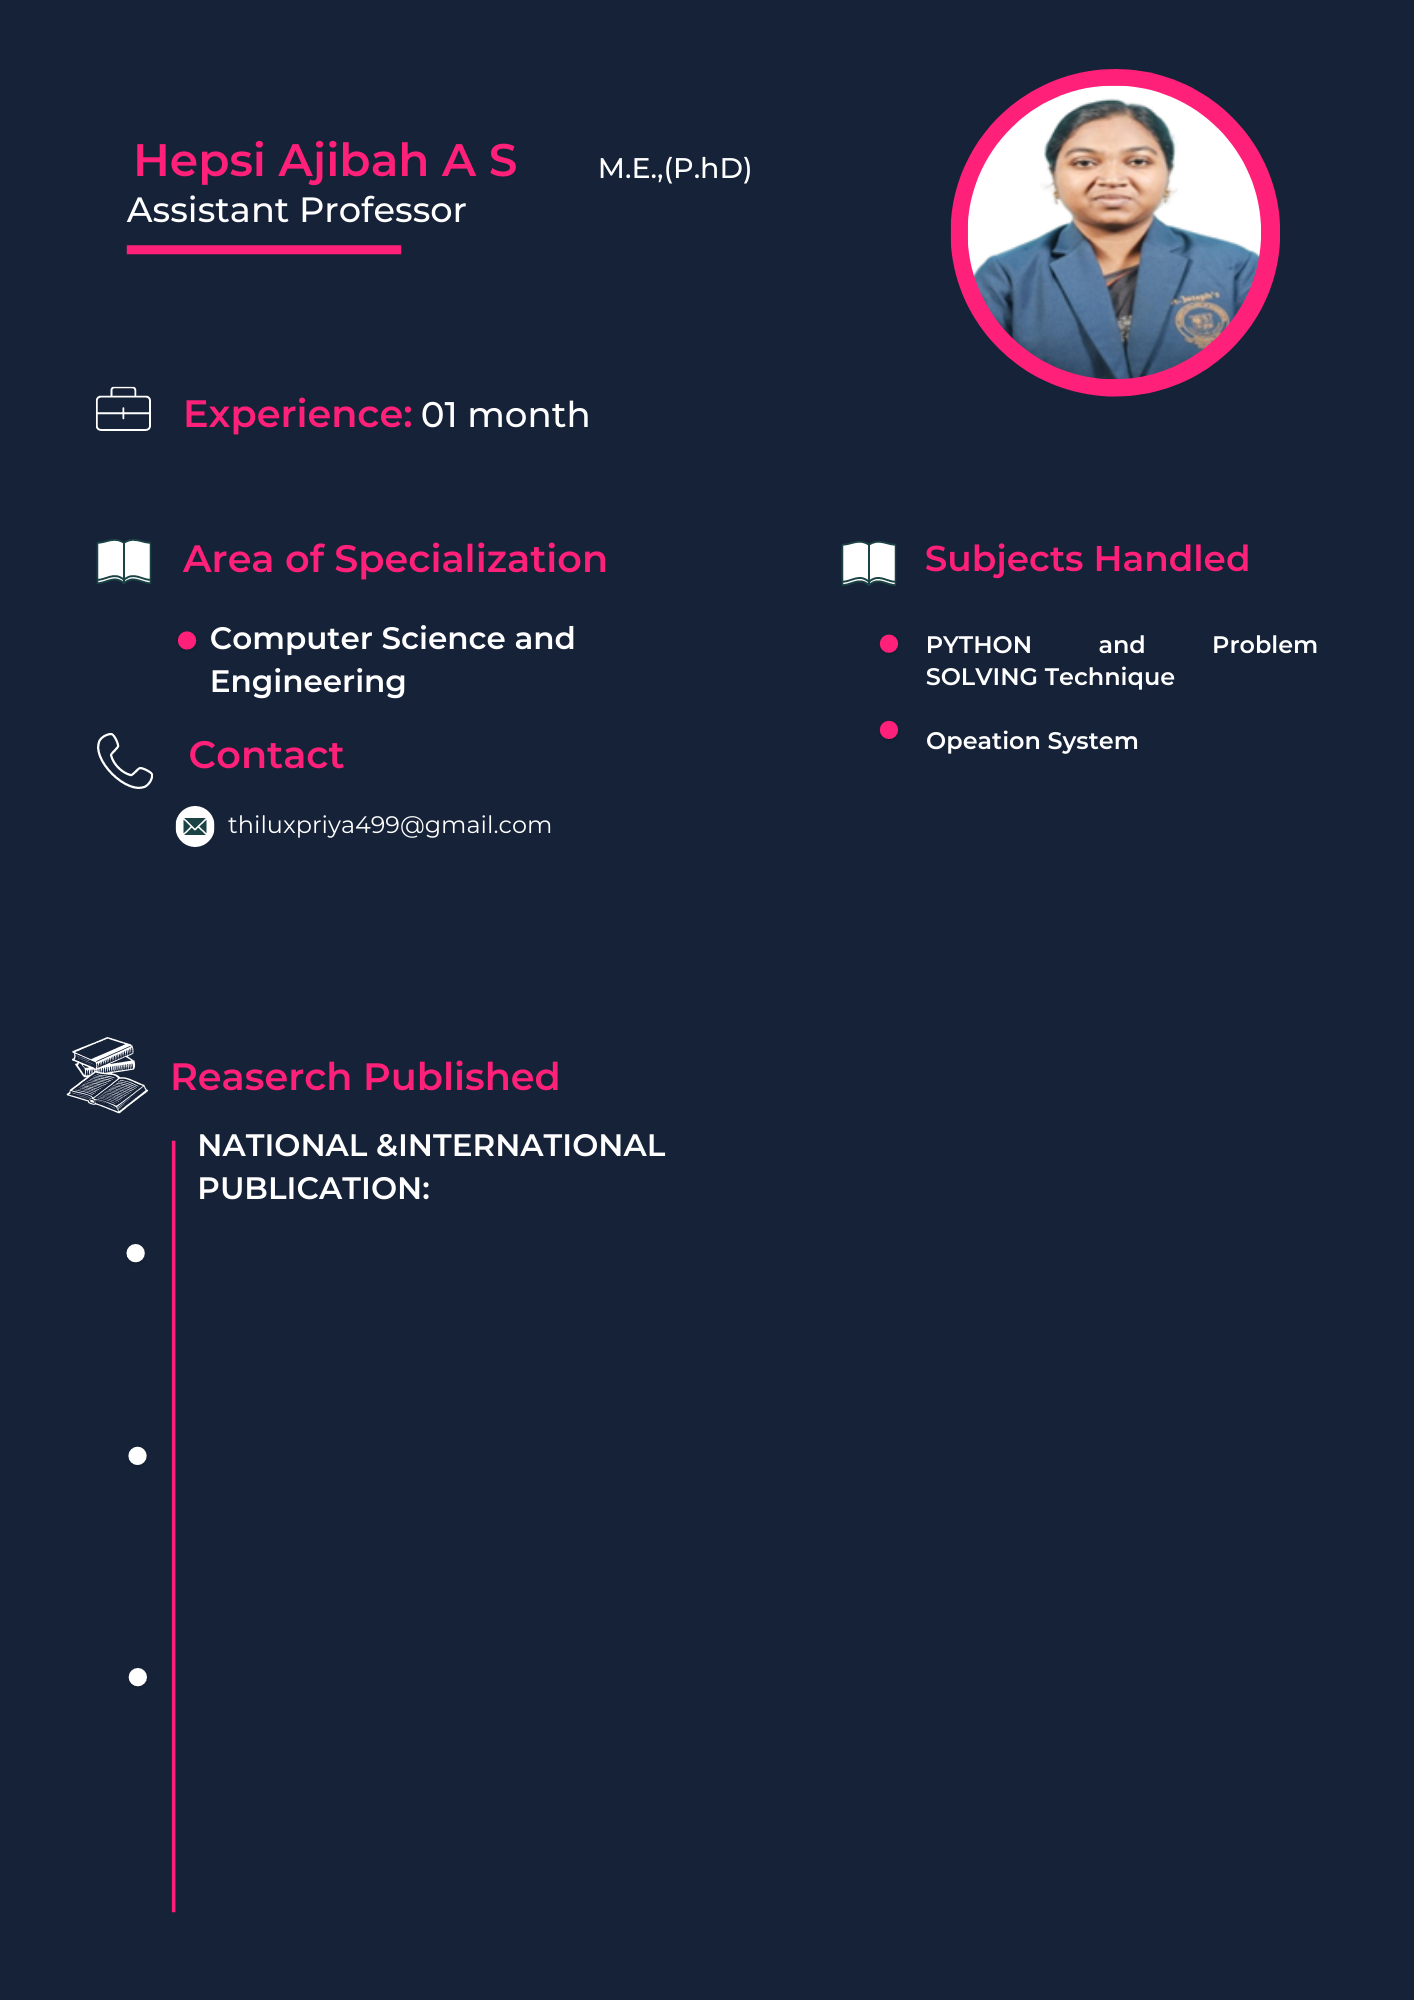 Hepsi Ajibah A S
M.E.,(P.hD)
Assistant Professor
Experience: 01 month
Area of Specialization
Computer Science and
Engineering
Contact
thiluxpriya499@gmail.com
Subjects Handled
PYTHON and Problem
SOLVING Technique
Opeation System
Reaserch Published
NATIONAL &INTERNATIONAL
PUBLICATION: